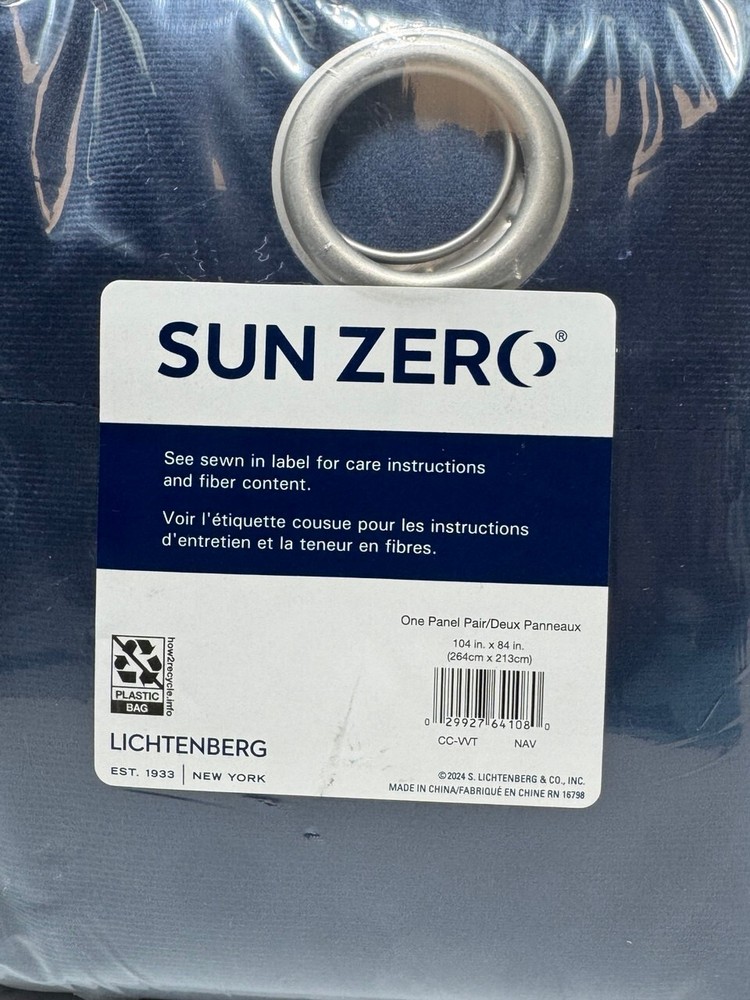 SUN ZERO®
See sewn in label for care instructions
and fiber content.
Voir l'étiquette cousue pour les instructions
d'entretien et la teneur en fibres.
One Panel Pair/Deux Panneaux
104 in. x 84 in.
(264cm x 213cm)
how2recycle.info
PLASTIC
BAG
0 29927 64108 0
CC-VVT NAV
LICHTENBERG
EST. 1933 | NEW YORK
©2024 S. LICHTENBERG & CO., INC.
MADE IN CHINA/FABRIQUÉ EN CHINE RN 16798